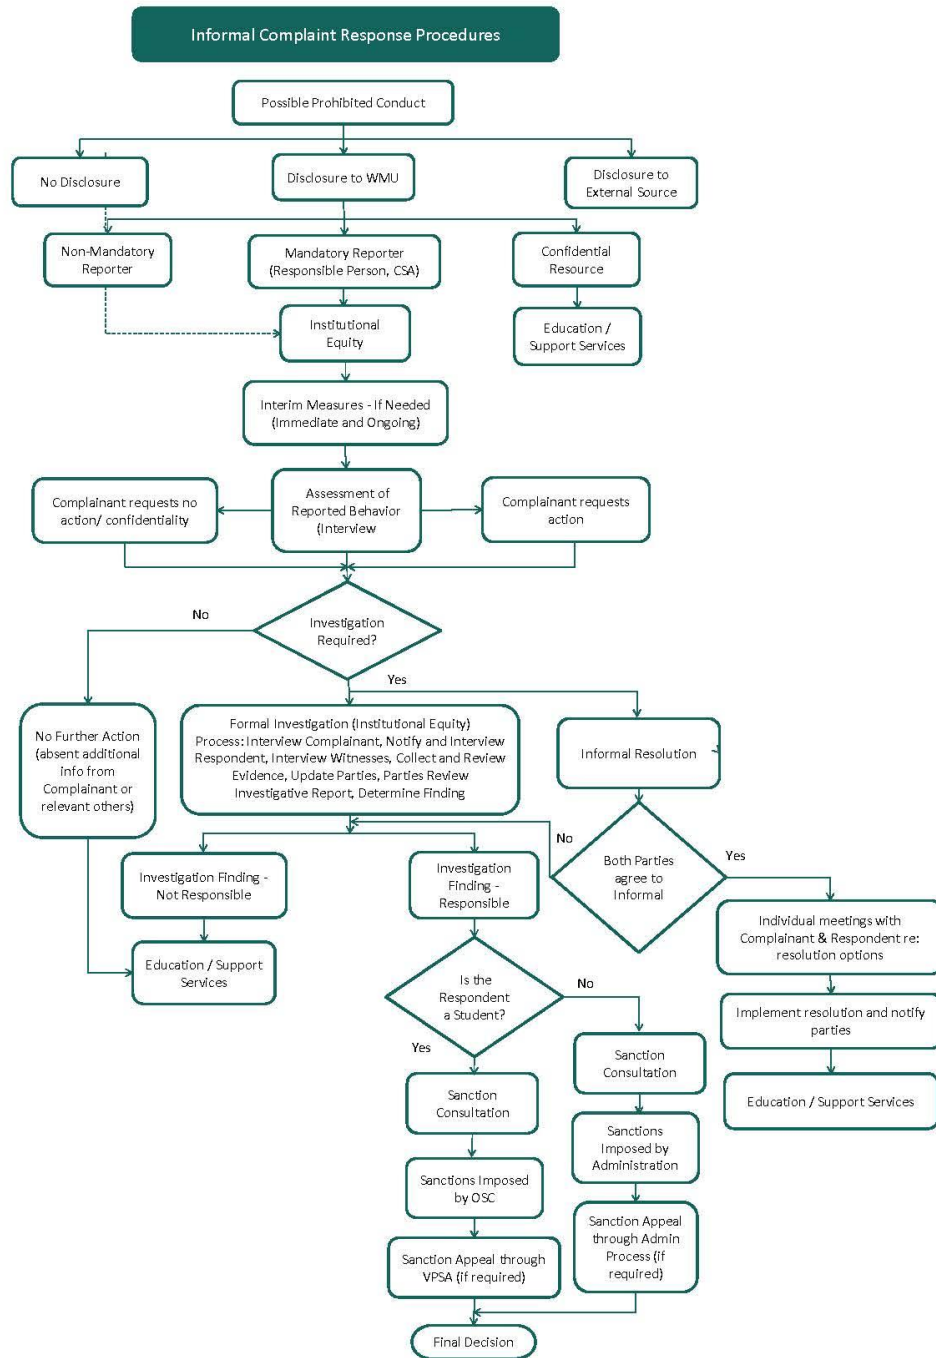 Informal Complaint Response Procedures
Possible Prohibited Conduct
No Disclosure
Disclosure to WMU
Disclosure to
External Source
Non-Mandatory
Reporter
Mandatory Reporter
(Responsible Person, CSA)
Confidential
Resource
Institutional
Equity
Education /
Support Services
Interim Measures - If Needed
(Immediate and Ongoing)
Complainant requests no
action/ confidentiality
Assessment of
Reported Behavior
(Interview
Complainant requests
action
No
Investigation
Required?
Yes
No Further Action
(absent additional
info from
Complainant or
relevant others)
Formal Investigation (Institutional Equity)
Process: Interview Complainant, Notify and Interview
Respondent, Interview Witnesses, Collect and Review
Evidence, Update Parties, Parties Review
Investigative Report, Determine Finding
Informal Resolution
No
Both Parties
agree to
Informal
Yes
Investigation Finding -
Not Responsible
Investigation
Finding -
Responsible
Individual meetings with
Complainant & Respondent re:
resolution options
Education / Support
Services
Is the
Respondent
a Student?
No
Yes
Implement resolution and notify
parties
Sanction
Consultation
Sanction
Consultation
Education / Support Services
Sanctions
Imposed by
Administration
Sanctions Imposed
by OSC
Sanction Appeal
through Admin
Process (if
required)
Sanction Appeal through
VPSA (if required)
Final Decision